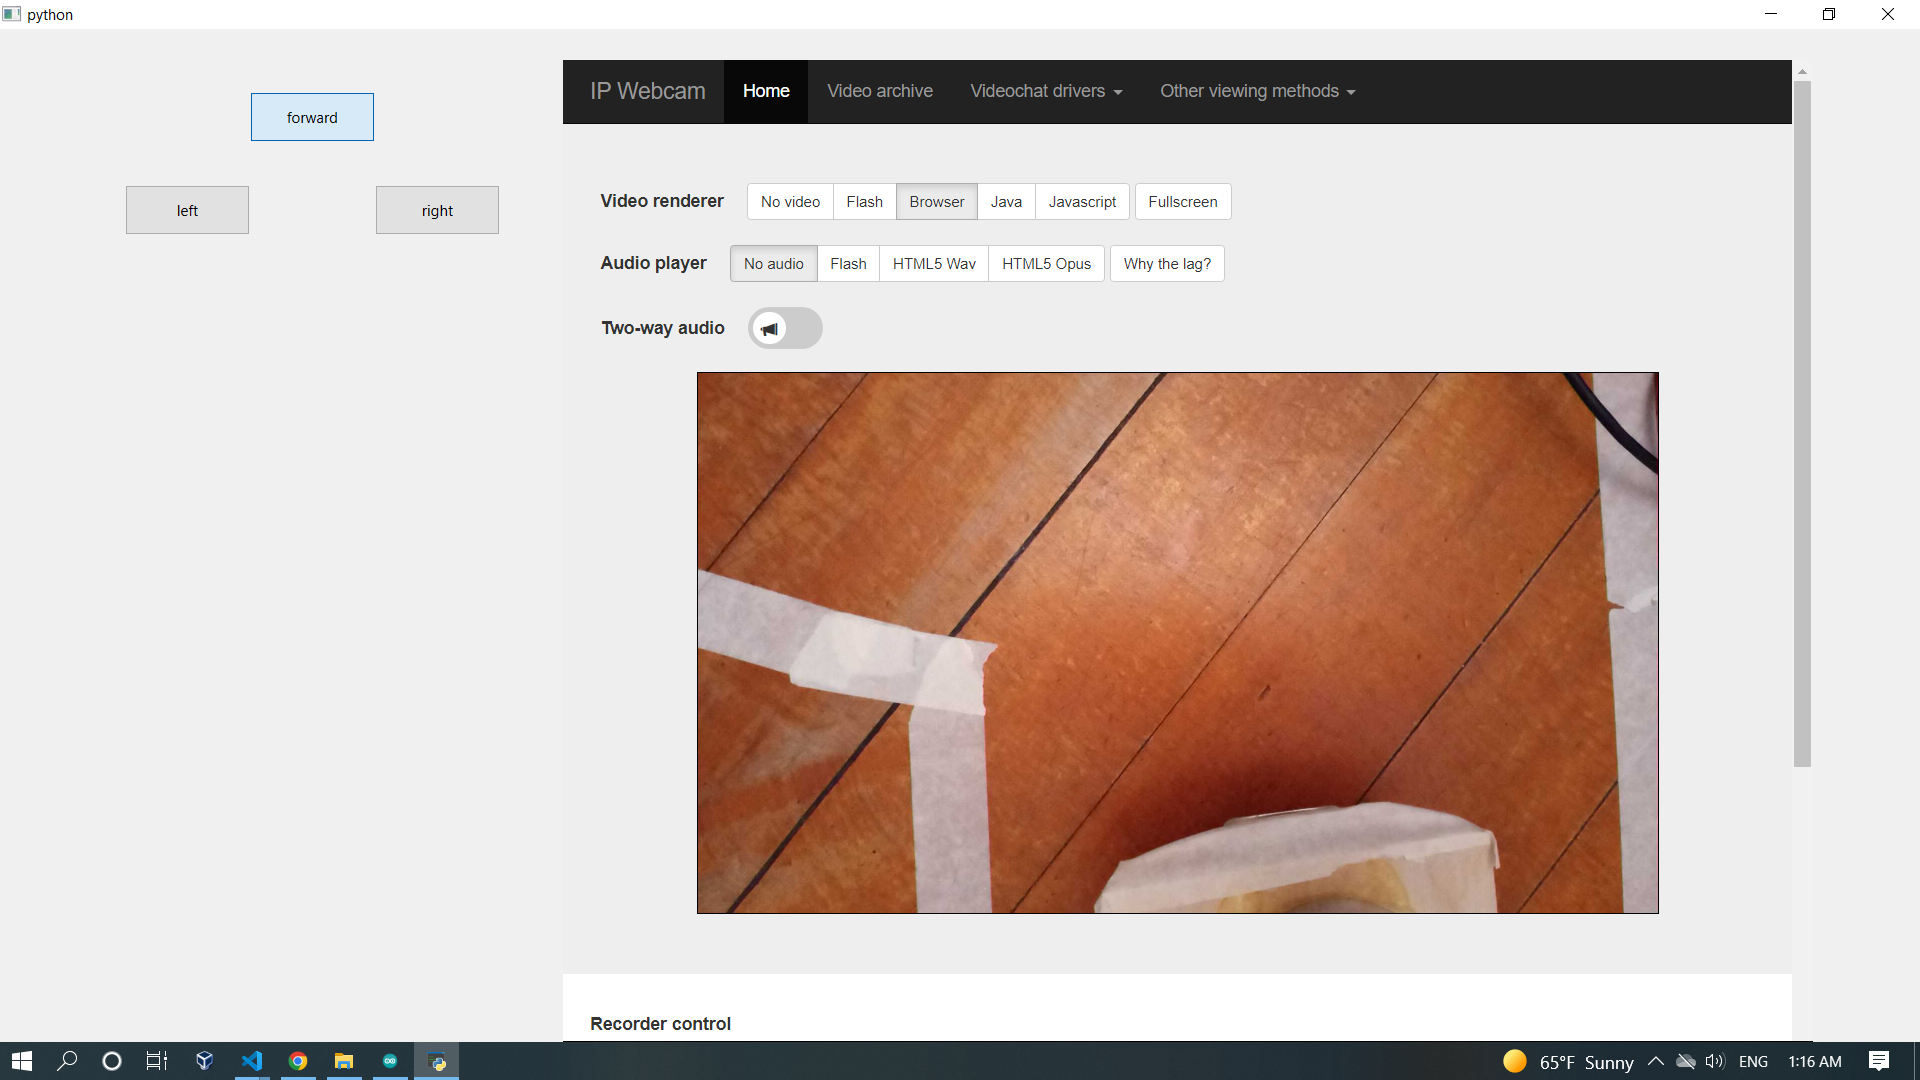 python
forward
left
right
IP Webcam Home Video archive Videochat drivers Other viewing methods
Video renderer No video Flash Browser Java Javascript Fullscreen
Audio player No audio Flash HTML5 Wav HTML5 Opus Why the lag?
Two-way audio
Recorder control
65°F Sunny ENG 1:16 AM